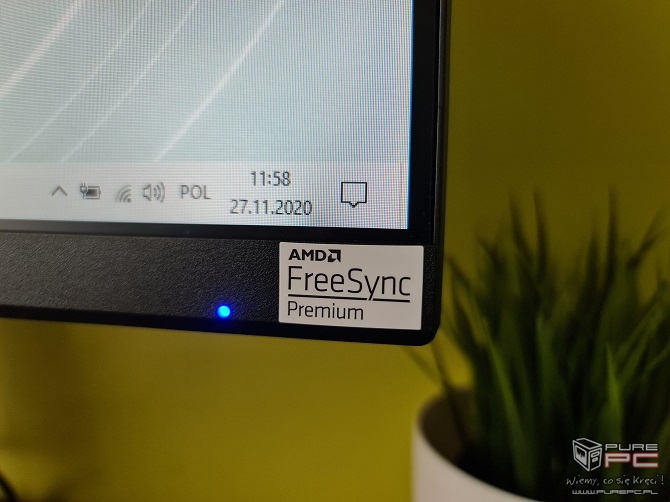 POL
11:58
27.11.2020
AMD
FreeSync
Premium
PURE
PC
Wiemy, co się kręci!
WWW.PUREPC.PL